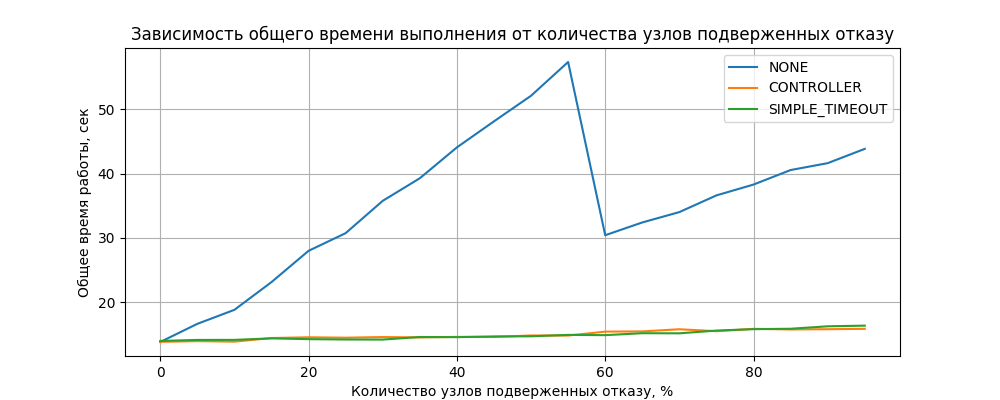 Зависимость общего времени выполнения от количества узлов подверженных отказу
NONE
CONTROLLER
SIMPLE_TIMEOUT
Общее время работы, сек
50
40
30
20
0 20 40 60 80
Количество узлов подверженных отказу, %